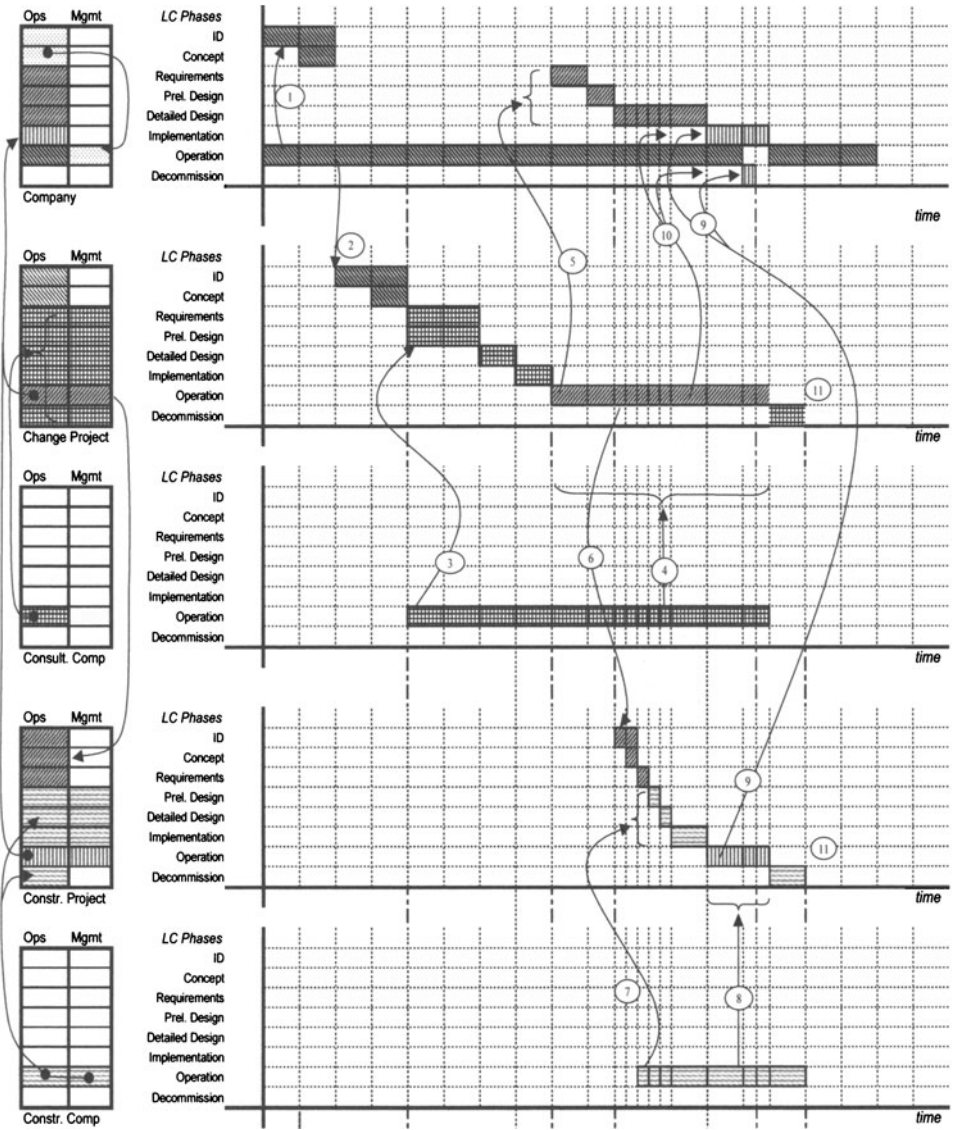 Ops Mgmt LC Phases
ID
Concept
Requirements
1
Prel. Design
Detailed Design
Implementation
Operation
Decommission
Company
time
2
10
9
5
Ops Mgmt LC Phases
ID
Concept
Requirements
Prel. Design
Detailed Design
Implementation
Operation
11
Decommission
Change Project
time
Ops Mgmt LC Phases
ID
Concept
Requirements
Prel. Design
3
6
4
Detailed Design
Implementation
Operation
Decommission
Consult. Comp
time
Ops Mgmt LC Phases
ID
Concept
Requirements
9
Prel. Design
Detailed Design
Implementation
Operation
11
Decommission
Constr. Project
time
Ops Mgmt LC Phases
ID
Concept
Requirements
7
8
Prel. Design
Detailed Design
Implementation
Operation
Decommission
Constr. Comp
time